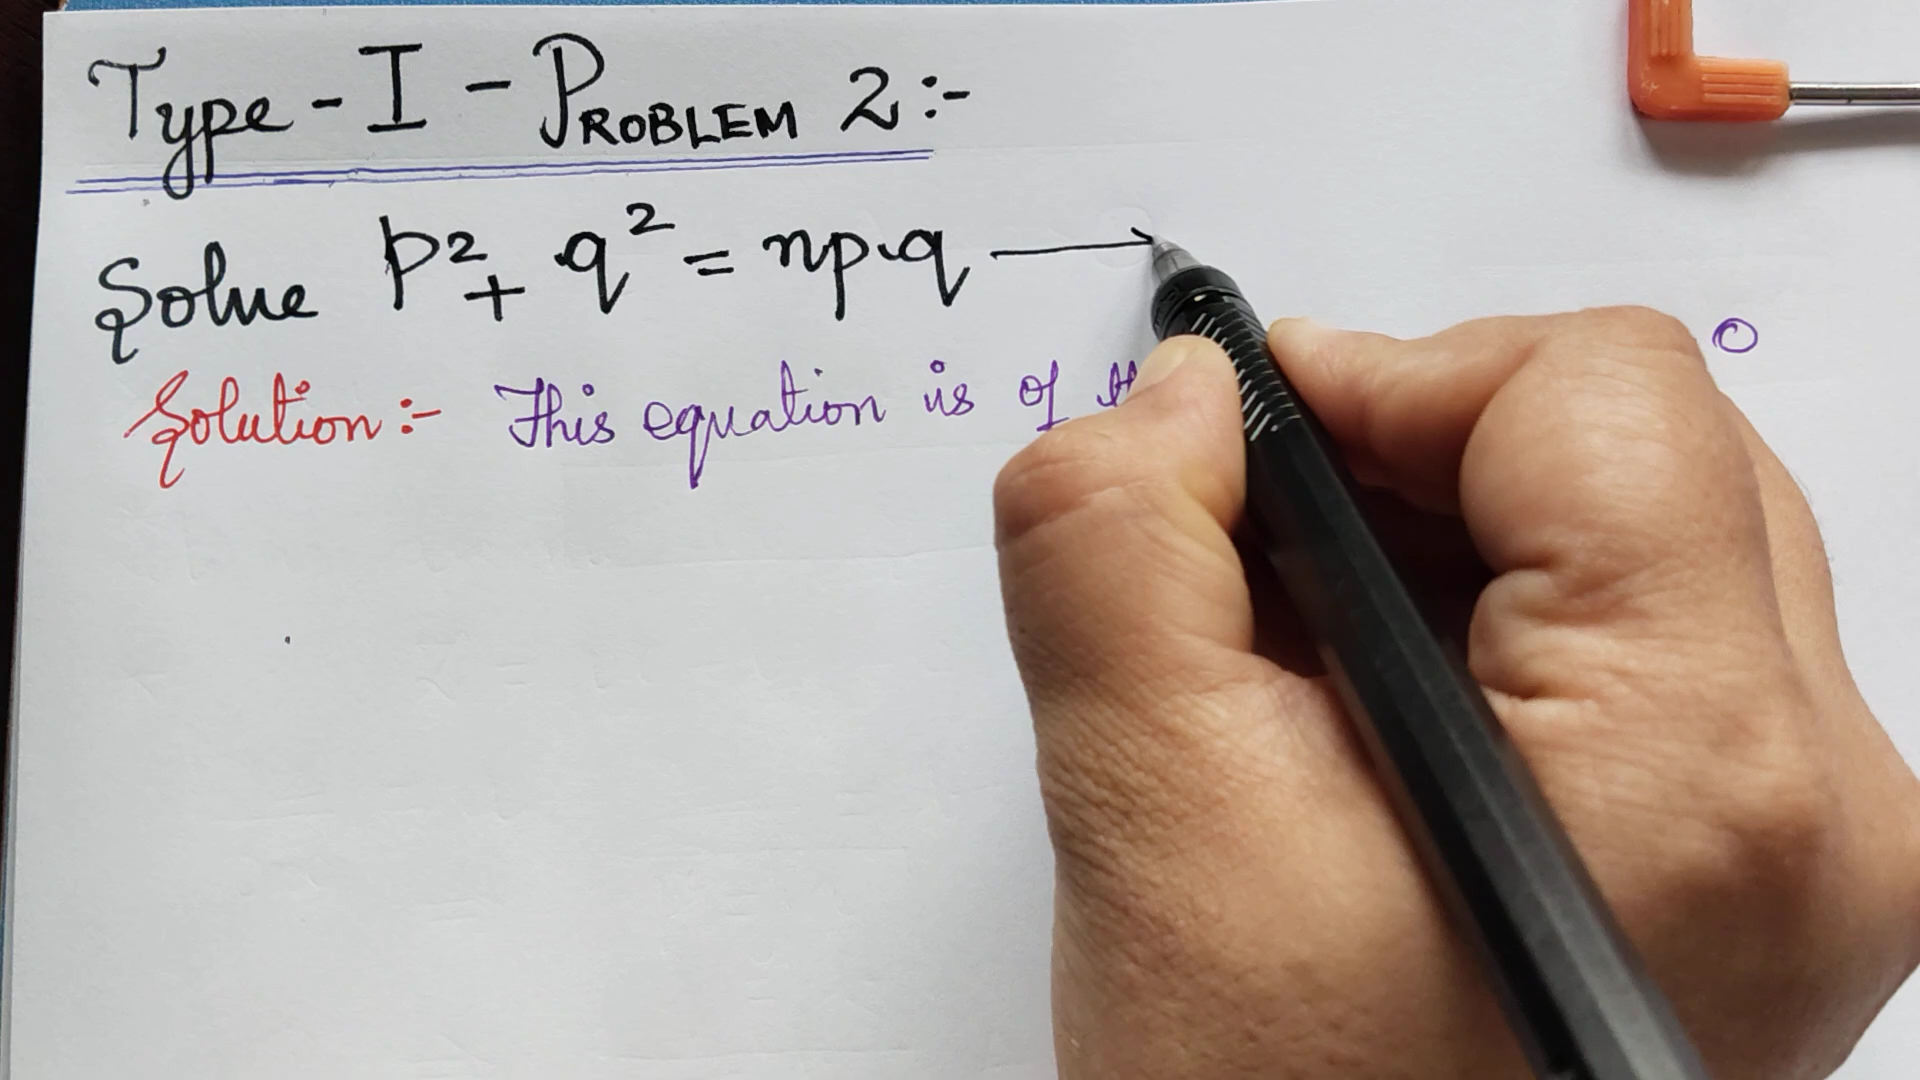 Type - I - PROBLEM 2:-
Solve p² + q² = npq →
Solution:- This equation is of